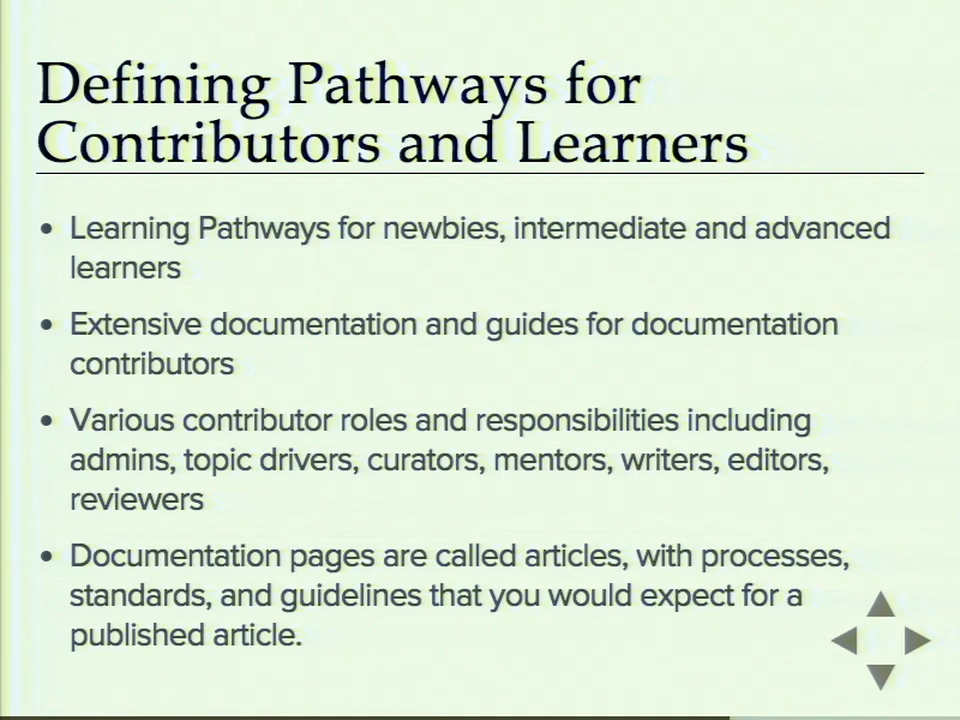 Defining Pathways for
Contributors and Learners
• Learning Pathways for newbies, intermediate and advanced
learners
• Extensive documentation and guides for documentation
contributors
• Various contributor roles and responsibilities including
admins, topic drivers, curators, mentors, writers, editors,
reviewers
• Documentation pages are called articles, with processes,
standards, and guidelines that you would expect for a
published article.